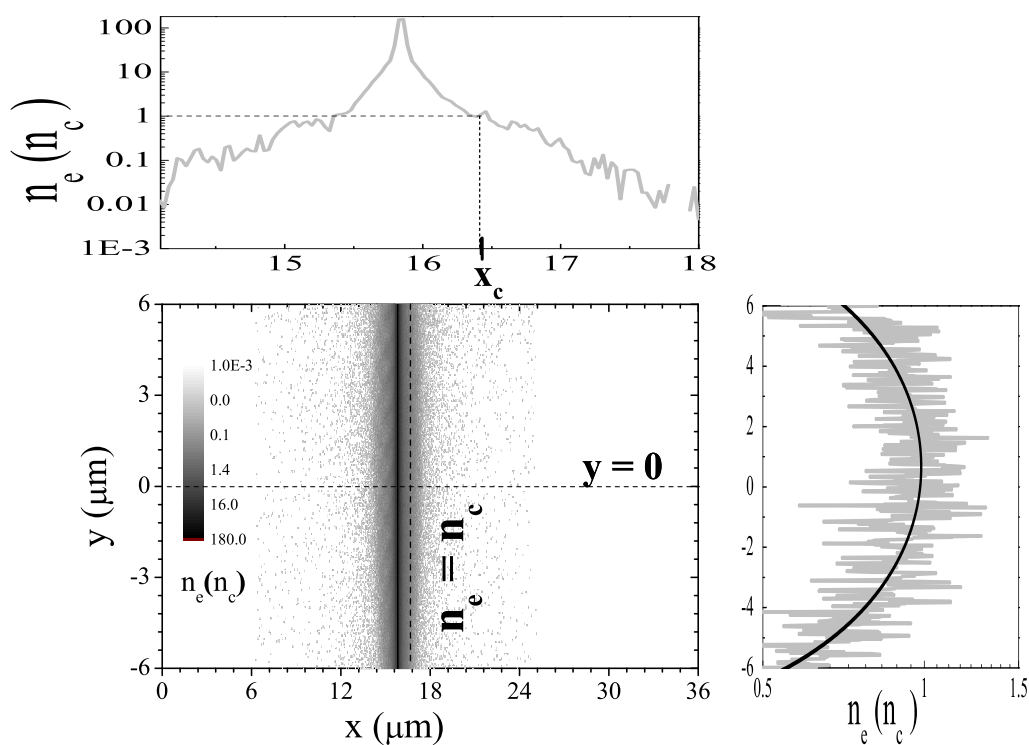 100
10
1
0.1
0.01
1E-3
n_e (n_c)
15 16 17 18
x_c
6
3
0
-3
-6
y (μm)
1.0E-3
0.0
0.1
1.4
16.0
180.0
n_e(n_c)
y = 0
n_e = n_c
0 6 12 18 24 30 36
x (μm)
6
4
2
0
-2
-4
-6
0.5 1 1.5
n_e (n_c)